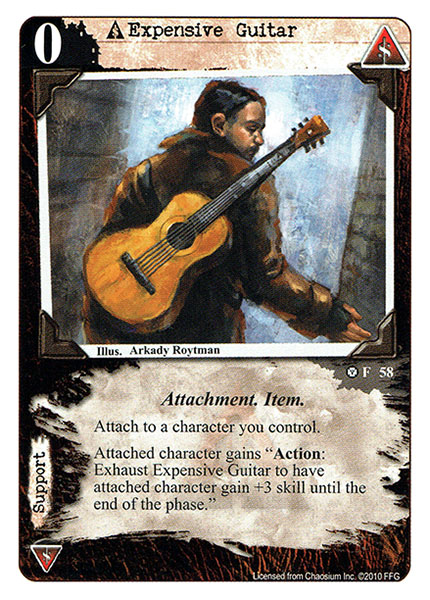 0
Expensive Guitar
Illus. Arkady Roytman
F 58
Attachment. Item.
Attach to a character you control.
Attached character gains “Action:
Exhaust Expensive Guitar to have
attached character gain +3 skill until the
end of the phase.”
Support
Licensed from Chaosium Inc. ©2010 FFG